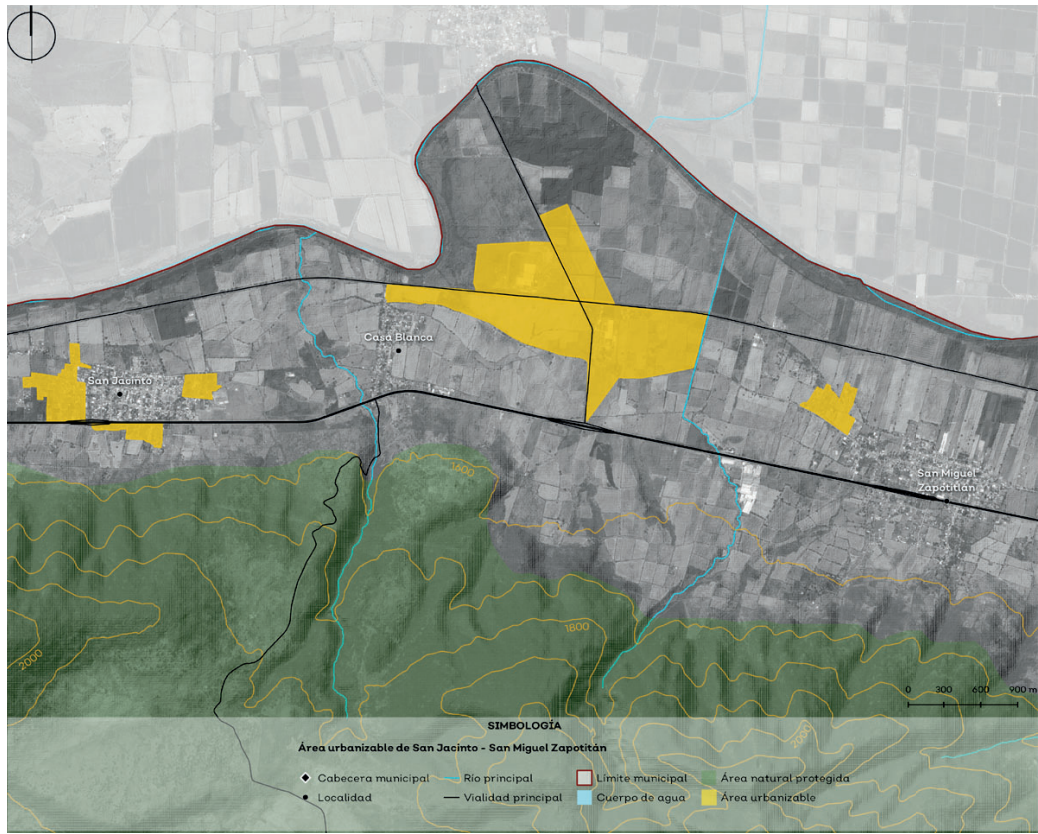 Casa Blanca
San Jacinto
1600
San Miguel
Zapotitlán
1800
2000
0 300 600 900 m
2000
SIMBOLOGÍA
Área urbanizable de San Jacinto - San Miguel Zapotitán
Cabecera municipal Río principal Límite municipal Área natural protegida
Localidad Vialidad principal Cuerpo de agua Área urbanizable